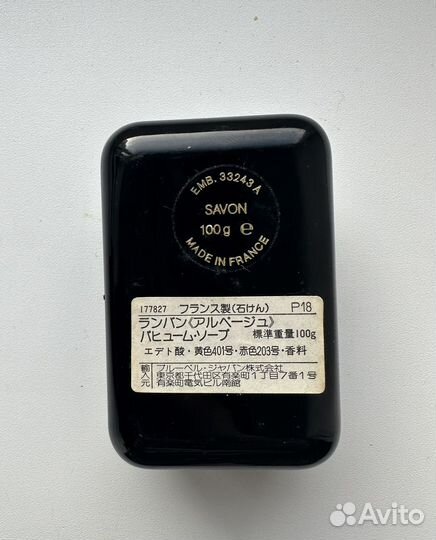 EMB. 33243 A
SAVON
100 g ℮
MADE IN FRANCE
177827 フランス製(石けん) P18
ランバン《アルページュ》
パヒューム・ソープ 標準重量100g
エデト酸・黄色401号・赤色203号・香料
輸入元 ブルーベル・ジャパン株式会社
東京都千代田区有楽町1丁目7番1号
有楽町電気ビル南館
Avito